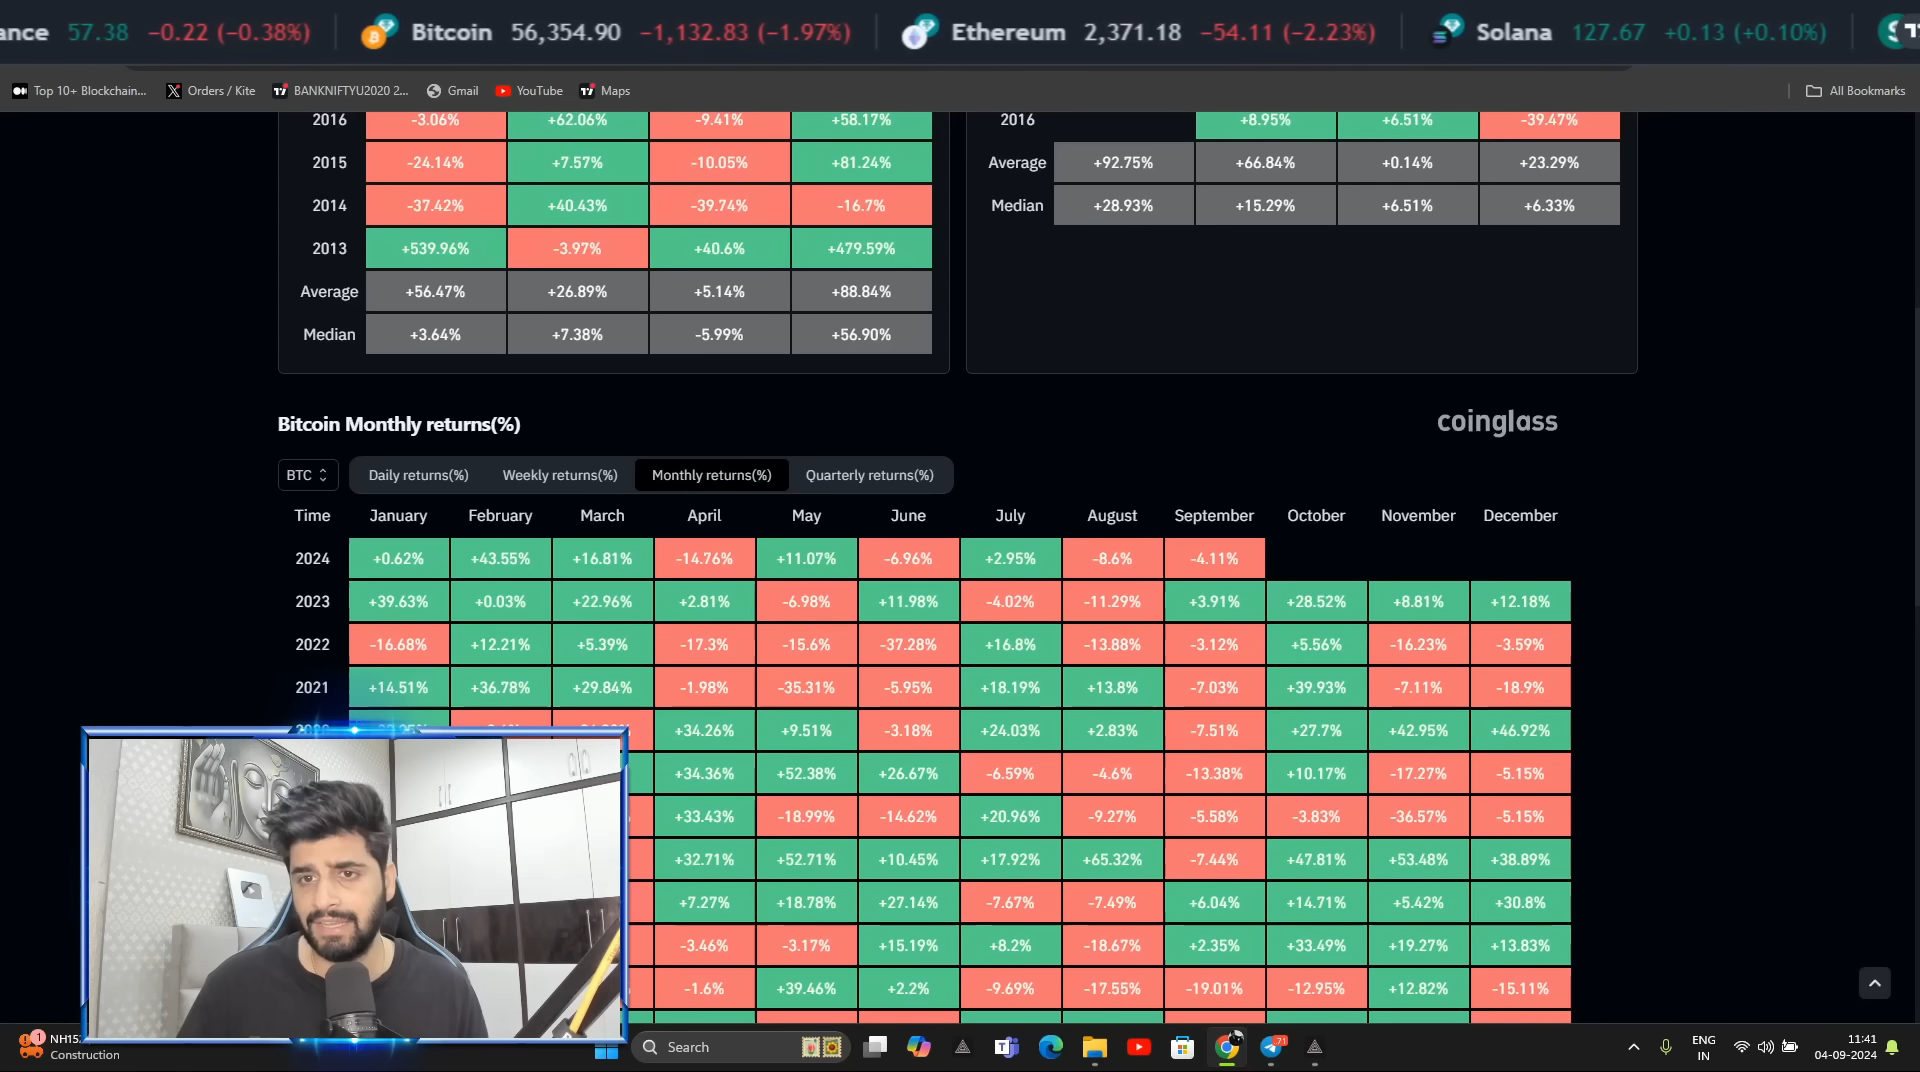 ance 57.38 −0.22 (−0.38%) Bitcoin 56,354.90 −1,132.83 (−1.97%) Ethereum 2,371.18 −54.11 (−2.23%) Solana 127.67 +0.13 (+0.10%)
Top 10+ Blockchain... Orders / Kite BANKNIFTYU2020 2... Gmail YouTube Maps All Bookmarks
2016 -3.06% +62.06% -9.41% +58.17%
2015 -24.14% +7.57% -10.05% +81.24%
2014 -37.42% +40.43% -39.74% -16.7%
2013 +539.96% -3.97% +40.6% +479.59%
Average +56.47% +26.89% +5.14% +88.84%
Median +3.64% +7.38% -5.99% +56.90%
2016 +8.95% +6.51% -39.47%
Average +92.75% +66.84% +0.14% +23.29%
Median +28.93% +15.29% +6.51% +6.33%
Bitcoin Monthly returns(%)
coinglass
BTC Daily returns(%) Weekly returns(%) Monthly returns(%) Quarterly returns(%)
Time January February March April May June July August September October November December
2024 +0.62% +43.55% +16.81% -14.76% +11.07% -6.96% +2.95% -8.6% -4.11%
2023 +39.63% +0.03% +22.96% +2.81% -6.98% +11.98% -4.02% -11.29% +3.91% +28.52% +8.81% +12.18%
2022 -16.68% +12.21% +5.39% -17.3% -15.6% -37.28% +16.8% -13.88% -3.12% +5.56% -16.23% -3.59%
2021 +14.51% +36.78% +29.84% -1.98% -35.31% -5.95% +18.19% +13.8% -7.03% +39.93% -7.11% -18.9%
+34.26% +9.51% -3.18% +24.03% +2.83% -7.51% +27.7% +42.95% +46.92%
+34.36% +52.38% +26.67% -6.59% -4.6% -13.38% +10.17% -17.27% -5.15%
+33.43% -18.99% -14.62% +20.96% -9.27% -5.58% -3.83% -36.57% -5.15%
+32.71% +52.71% +10.45% +17.92% +65.32% -7.44% +47.81% +53.48% +38.89%
+7.27% +18.78% +27.14% -7.67% -7.49% +6.04% +14.71% +5.42% +30.8%
-3.46% -3.17% +15.19% +8.2% -18.67% +2.35% +33.49% +19.27% +13.83%
-1.6% +39.46% +2.2% -9.69% -17.55% -19.01% -12.95% +12.82% -15.11%
Construction
Search
71
ENG
IN
11:41
04-09-2024